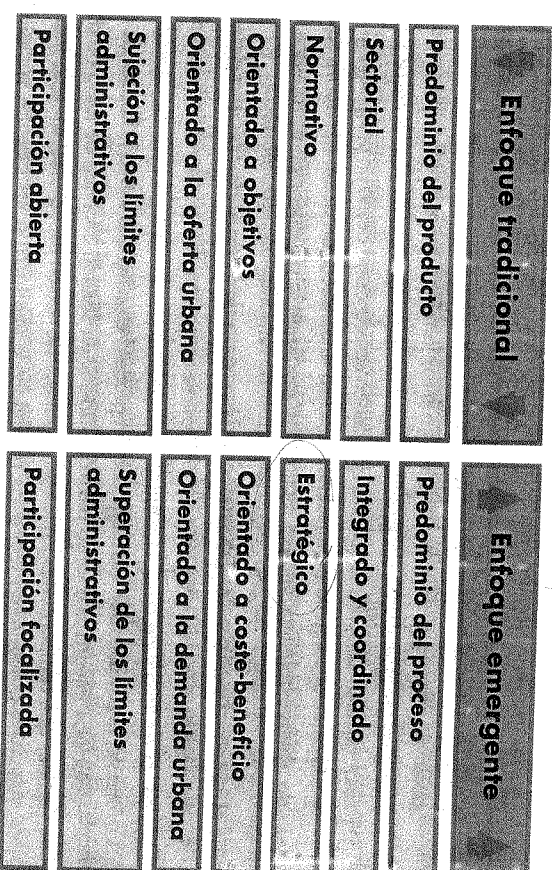 Enfoque tradicional
Predominio del producto
Sectorial
Normativo
Orientado a objetivos
Orientado a la oferta urbana
Sujeción a los límites
administrativos
Participación abierta
Enfoque emergente
Predominio del proceso
Integrado y coordinado
Estratégico
Orientado a coste-beneficio
Orientado a la demanda urbana
Superación de los límites
administrativos
Participación focalizada